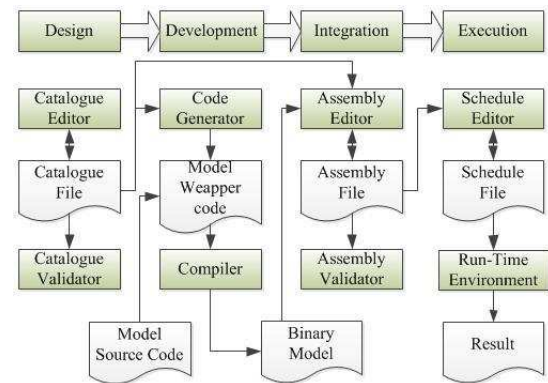 Design
Development
Integration
Execution
Catalogue
Editor
Code
Generator
Assembly
Editor
Schedule
Editor
Catalogue
File
Model
Weapper
code
Assembly
File
Schedule
File
Catalogue
Validator
Compiler
Assembly
Validator
Run-Time
Environment
Model
Source Code
Binary
Model
Result